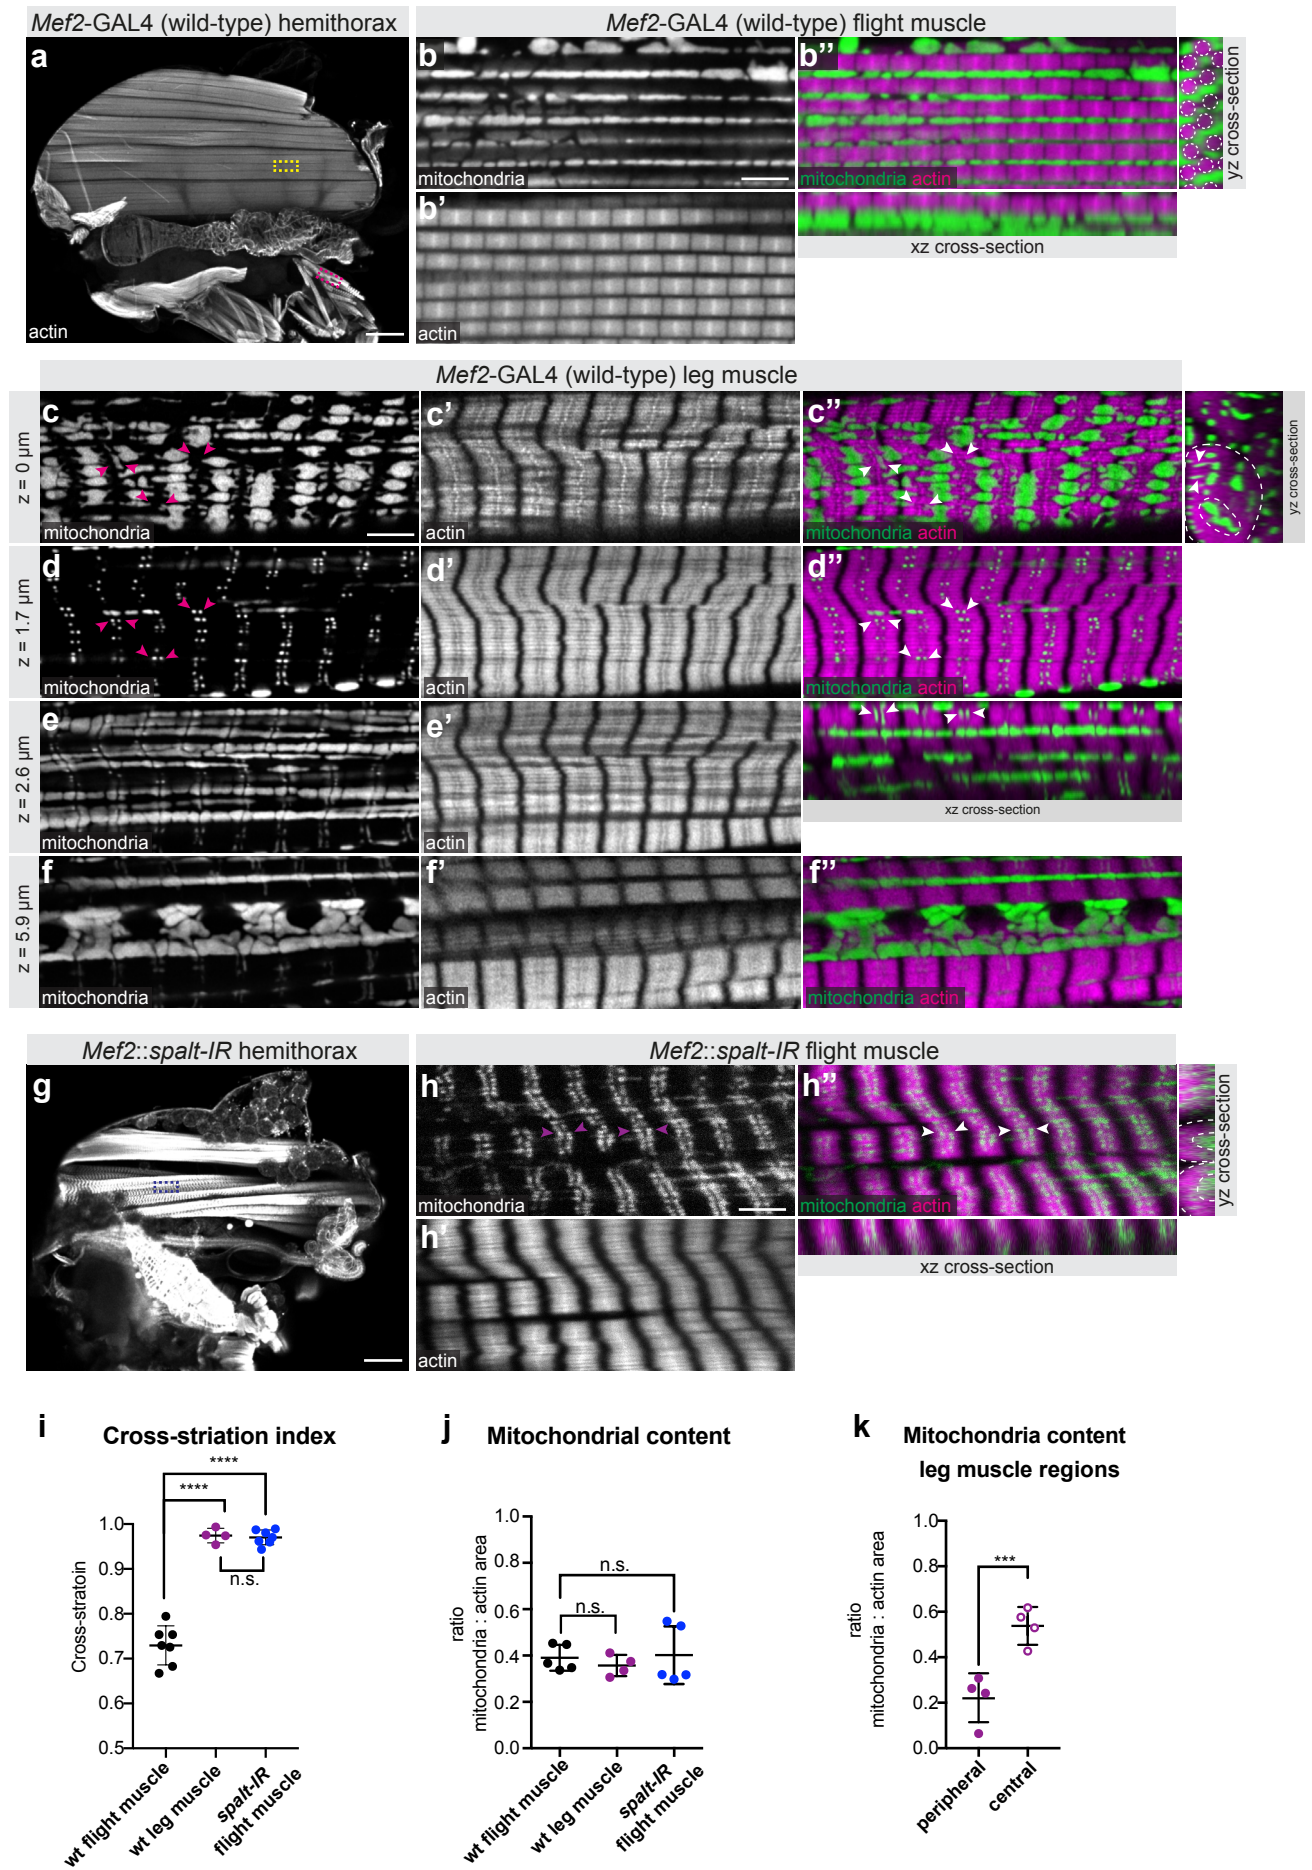 Mef2-GAL4 (wild-type) hemithorax
Mef2-GAL4 (wild-type) flight muscle
a
actin
b
mitochondria
b’’
mitochondria actin
yz cross-section
b’
actin
xz cross-section
Mef2-GAL4 (wild-type) leg muscle
z = 0 µm
c
mitochondria
c’
actin
c’’
mitochondria actin
yz cross-section
z = 1.7 µm
d
mitochondria
d’
actin
d’’
mitochondria actin
z = 2.6 µm
e
mitochondria
e’
actin
xz cross-section
z = 5.9 µm
f
mitochondria
f’
actin
f’’
mitochondria actin
Mef2::spalt-IR hemithorax
Mef2::spalt-IR flight muscle
g
h
mitochondria
h’’
mitochondria actin
yz cross-section
h’
actin
xz cross-section
i
Cross-striation index
****
****
n.s.
Cross-stratoin
1.0
0.9
0.8
0.7
0.6
0.5
wt flight muscle
wt leg muscle
spalt-IR
flight muscle
j
Mitochondrial content
n.s.
n.s.
ratio
mitochondria : actin area
1.0
0.8
0.6
0.4
0.2
0.0
wt flight muscle
wt leg muscle
spalt-IR
flight muscle
k
Mitochondria content
leg muscle regions
***
ratio
mitochondria : actin area
1.0
0.8
0.6
0.4
0.2
0.0
peripheral
central